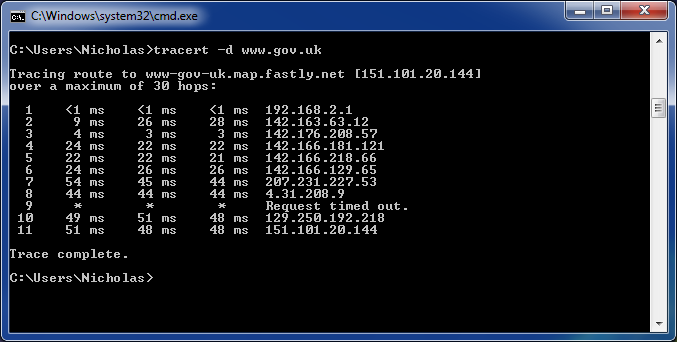 C:\Windows\system32\cmd.exe
C:\Users\Nicholas>tracert -d www.gov.uk
Tracing route to www-gov-uk.map.fastly.net [151.101.20.144]
over a maximum of 30 hops:
1 <1 ms <1 ms <1 ms 192.168.2.1
2 9 ms 26 ms 28 ms 142.163.63.12
3 4 ms 3 ms 3 ms 142.176.208.57
4 24 ms 22 ms 22 ms 142.166.181.121
5 22 ms 22 ms 21 ms 142.166.218.66
6 24 ms 26 ms 26 ms 142.166.129.65
7 54 ms 45 ms 44 ms 207.231.227.53
8 44 ms 44 ms 44 ms 4.31.208.9
9 * * * Request timed out.
10 49 ms 51 ms 48 ms 129.250.192.218
11 51 ms 48 ms 48 ms 151.101.20.144
Trace complete.
C:\Users\Nicholas>